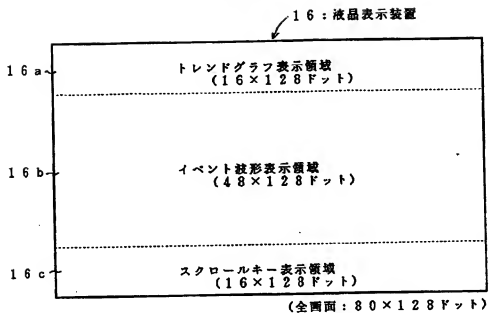 16:液晶表示装置
16a
トレンドグラフ表示領域
(16×128ドット)
16b
イベント波形表示領域
(48×128ドット)
16c
スクロールキー表示領域
(16×128ドット)
(全画面:80×128ドット)